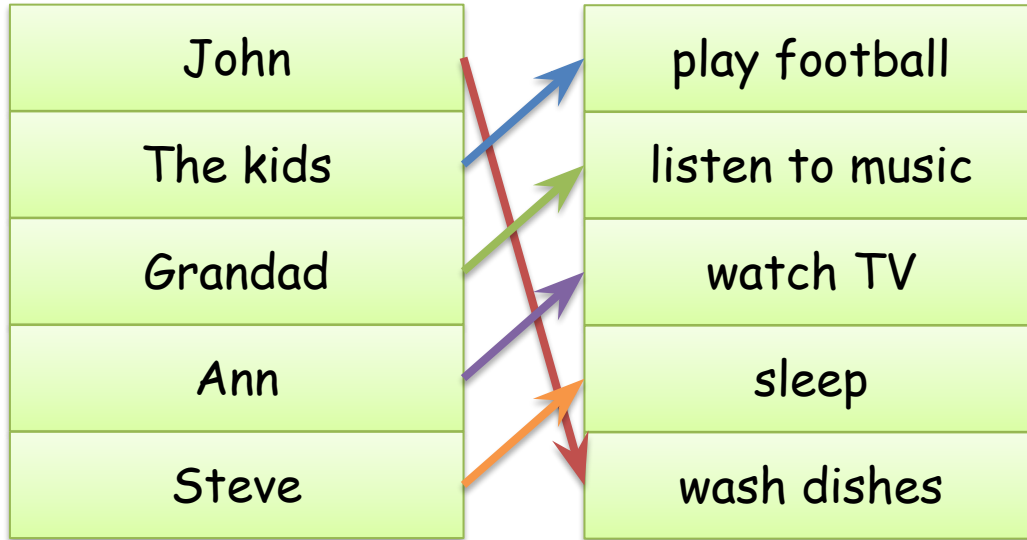 John
The kids
Grandad
Ann
Steve
play football
listen to music
watch TV
sleep
wash dishes